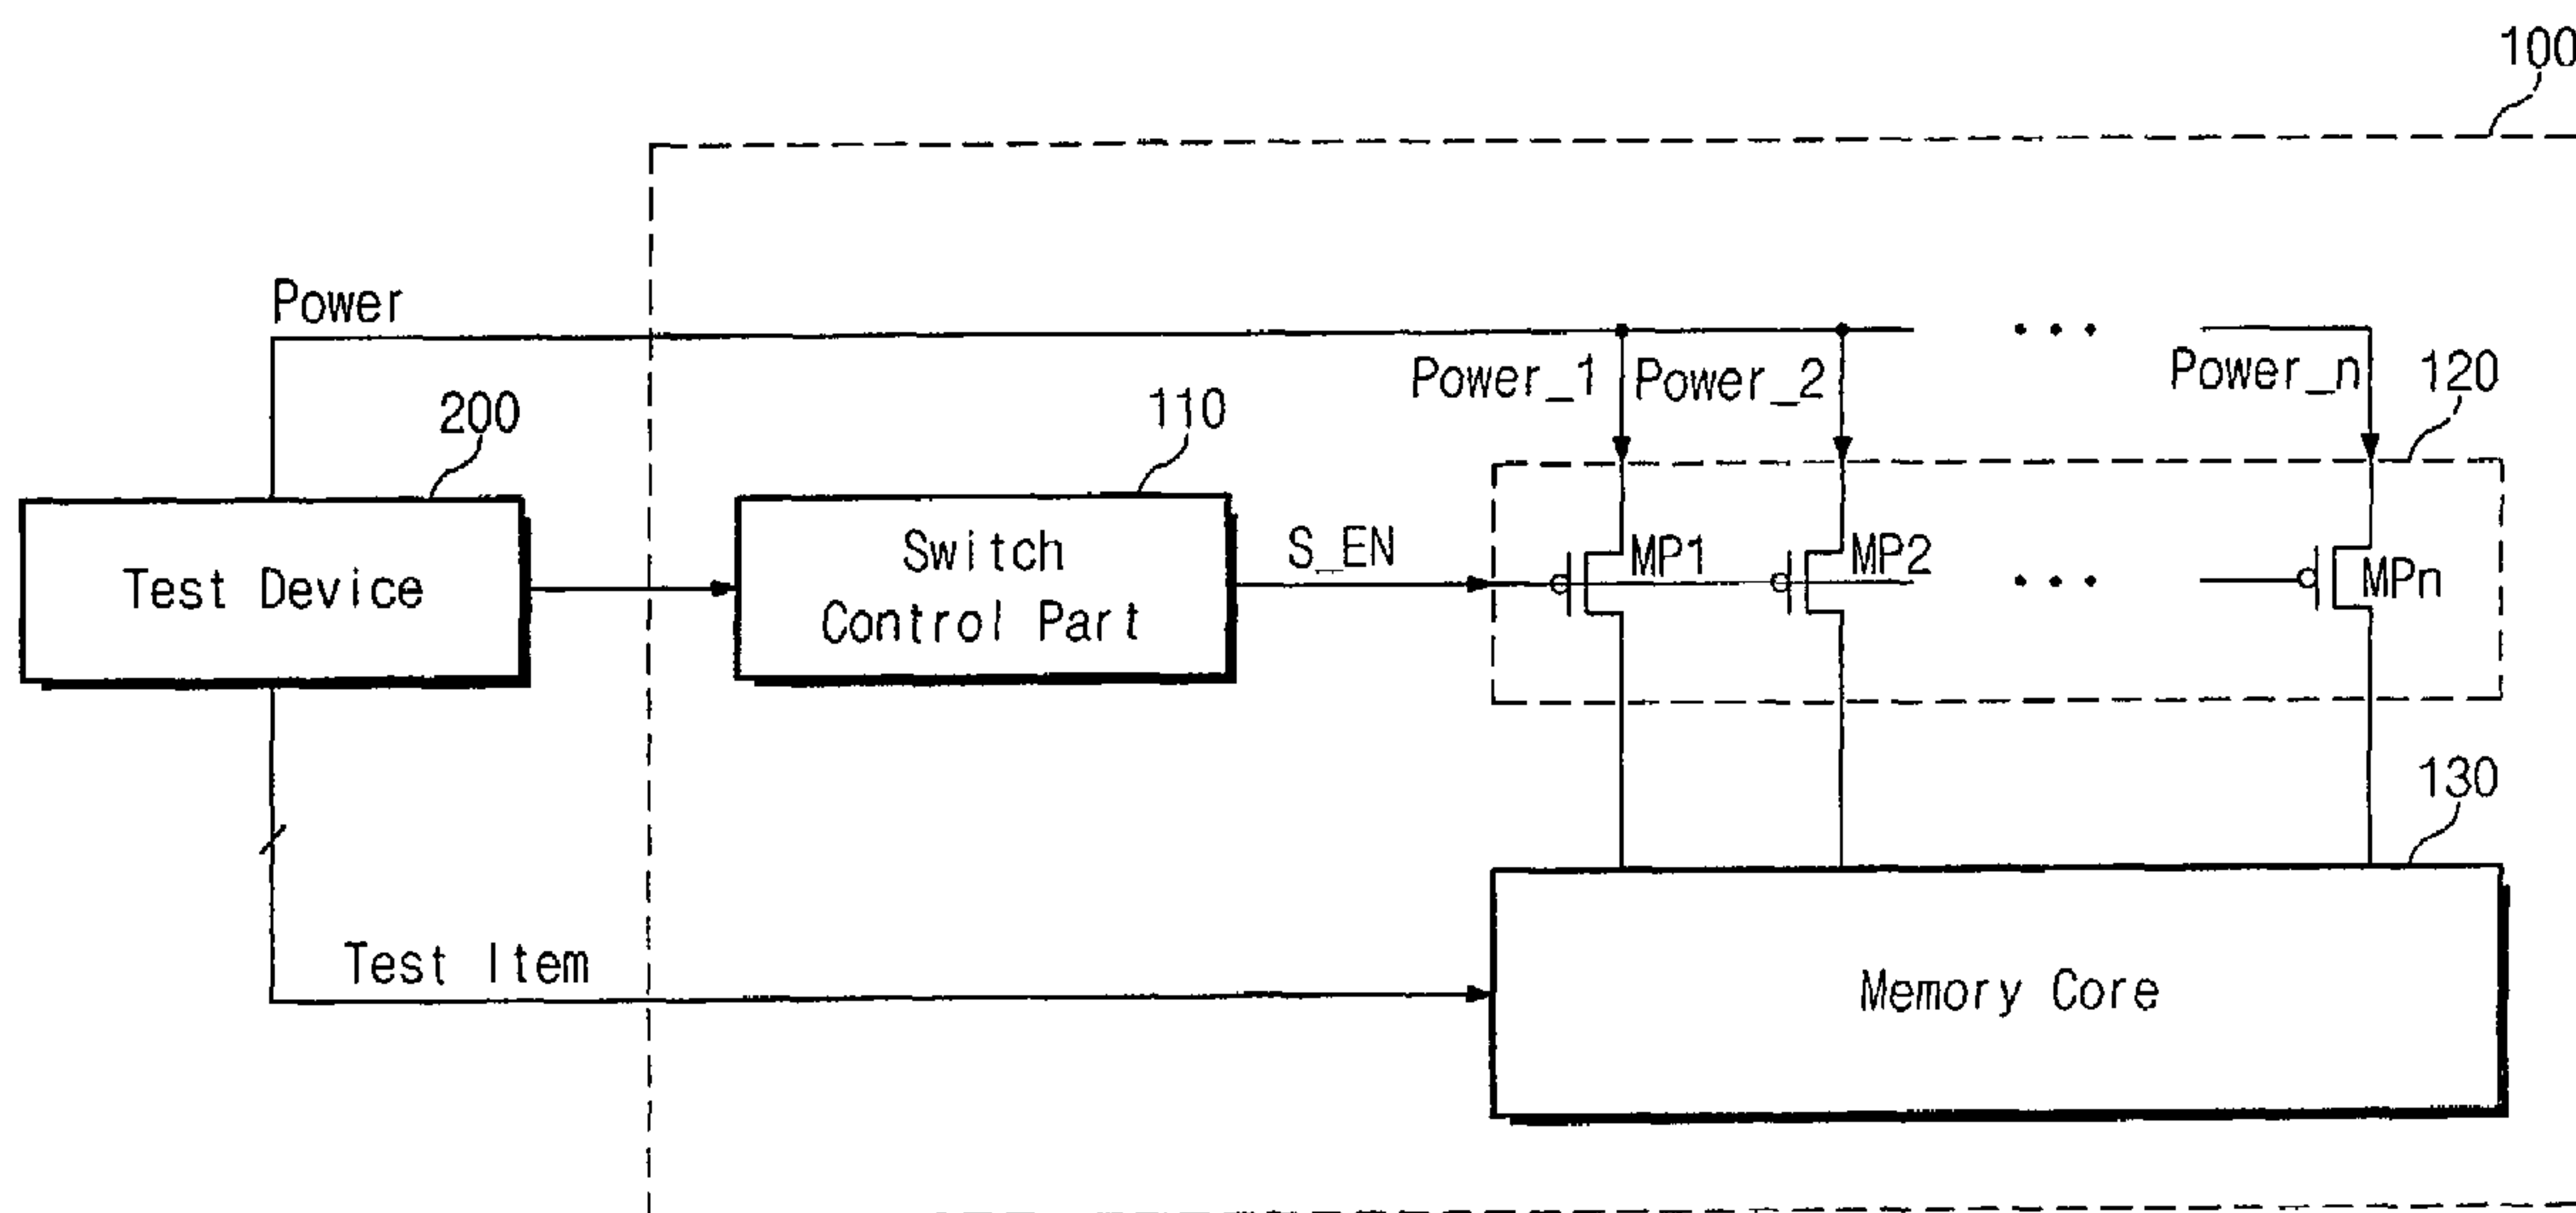 100
Power
Power_1
Power_2
Power_n
120
200
110
Test Device
Switch
Control Part
S_EN
MP1
MP2
MPn
130
Test Item
Memory Core